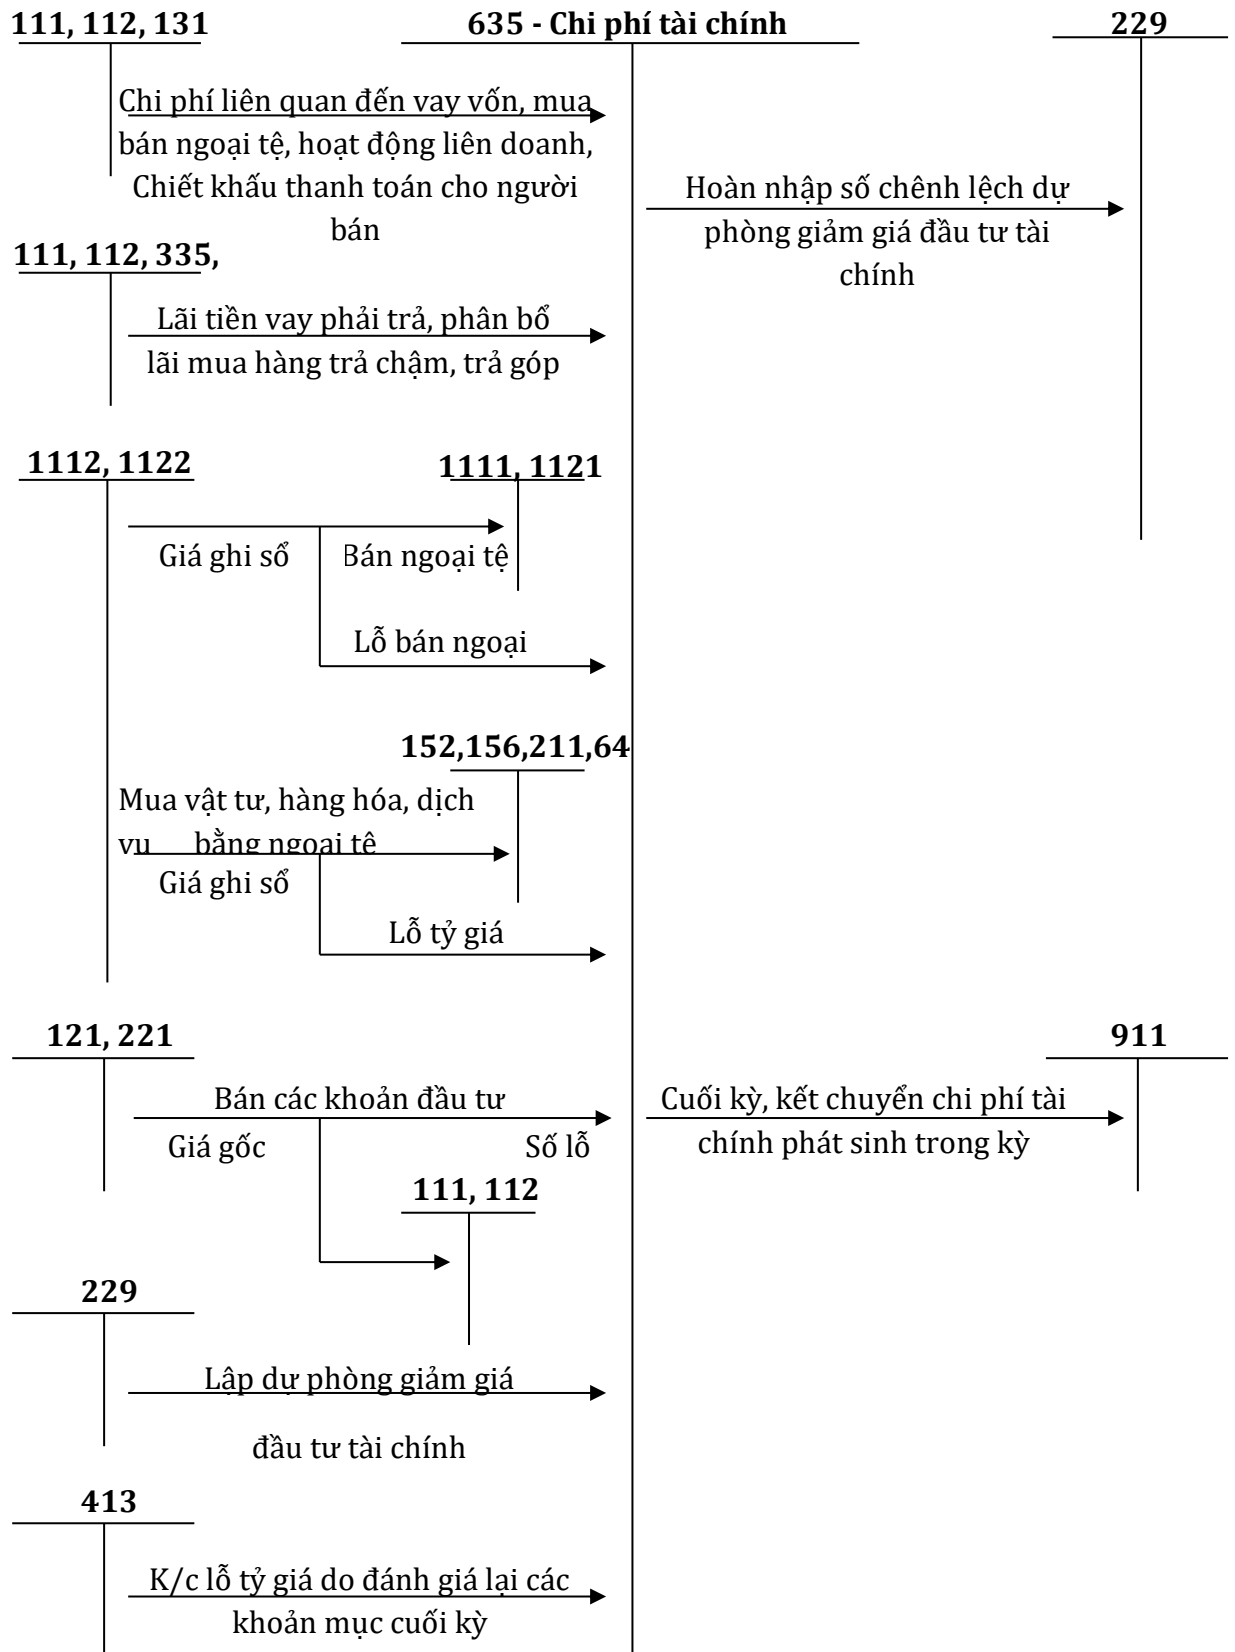 111, 112, 131
635 - Chi phí tài chính
229
Chi phí liên quan đến vay vốn, mua
bán ngoại tệ, hoạt động liên doanh,
Chiết khấu thanh toán cho người
bán
Hoàn nhập số chênh lệch dự
phòng giảm giá đầu tư tài
chính
111, 112, 335,
Lãi tiền vay phải trả, phân bổ
lãi mua hàng trả chậm, trả góp
1112, 1122
1111, 1121
Giá ghi sổ
Bán ngoại tệ
Lỗ bán ngoại
152,156,211,64
Mua vật tư, hàng hóa, dịch
vụ bằng ngoại tệ
Giá ghi sổ
Lỗ tỷ giá
121, 221
911
Bán các khoản đầu tư
Giá gốc
Số lỗ
Cuối kỳ, kết chuyển chi phí tài
chính phát sinh trong kỳ
111, 112
229
Lập dự phòng giảm giá
đầu tư tài chính
413
K/c lỗ tỷ giá do đánh giá lại các
khoản mục cuối kỳ